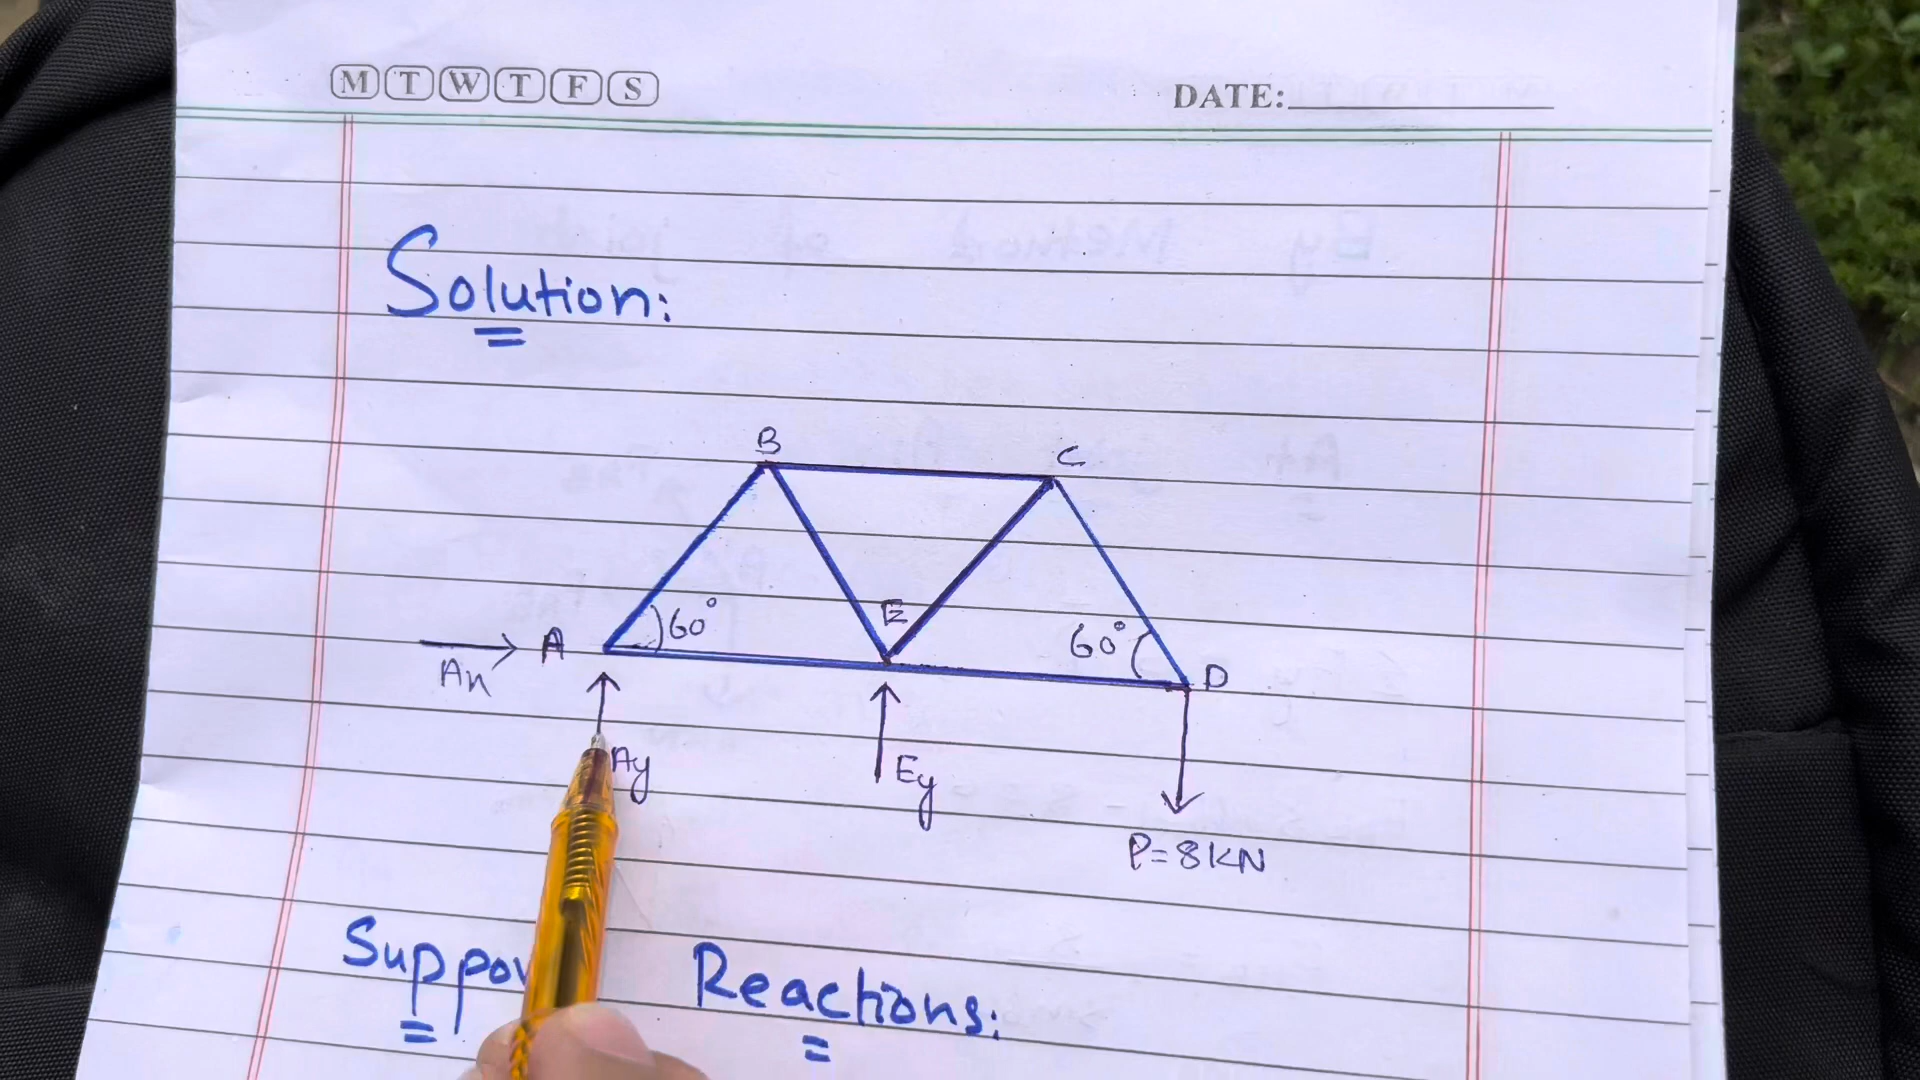 M T W T F S DATE:
Solution:
B C
E
60° 60°
Ax A D
Ay Ey
P=8KN
Reactions: